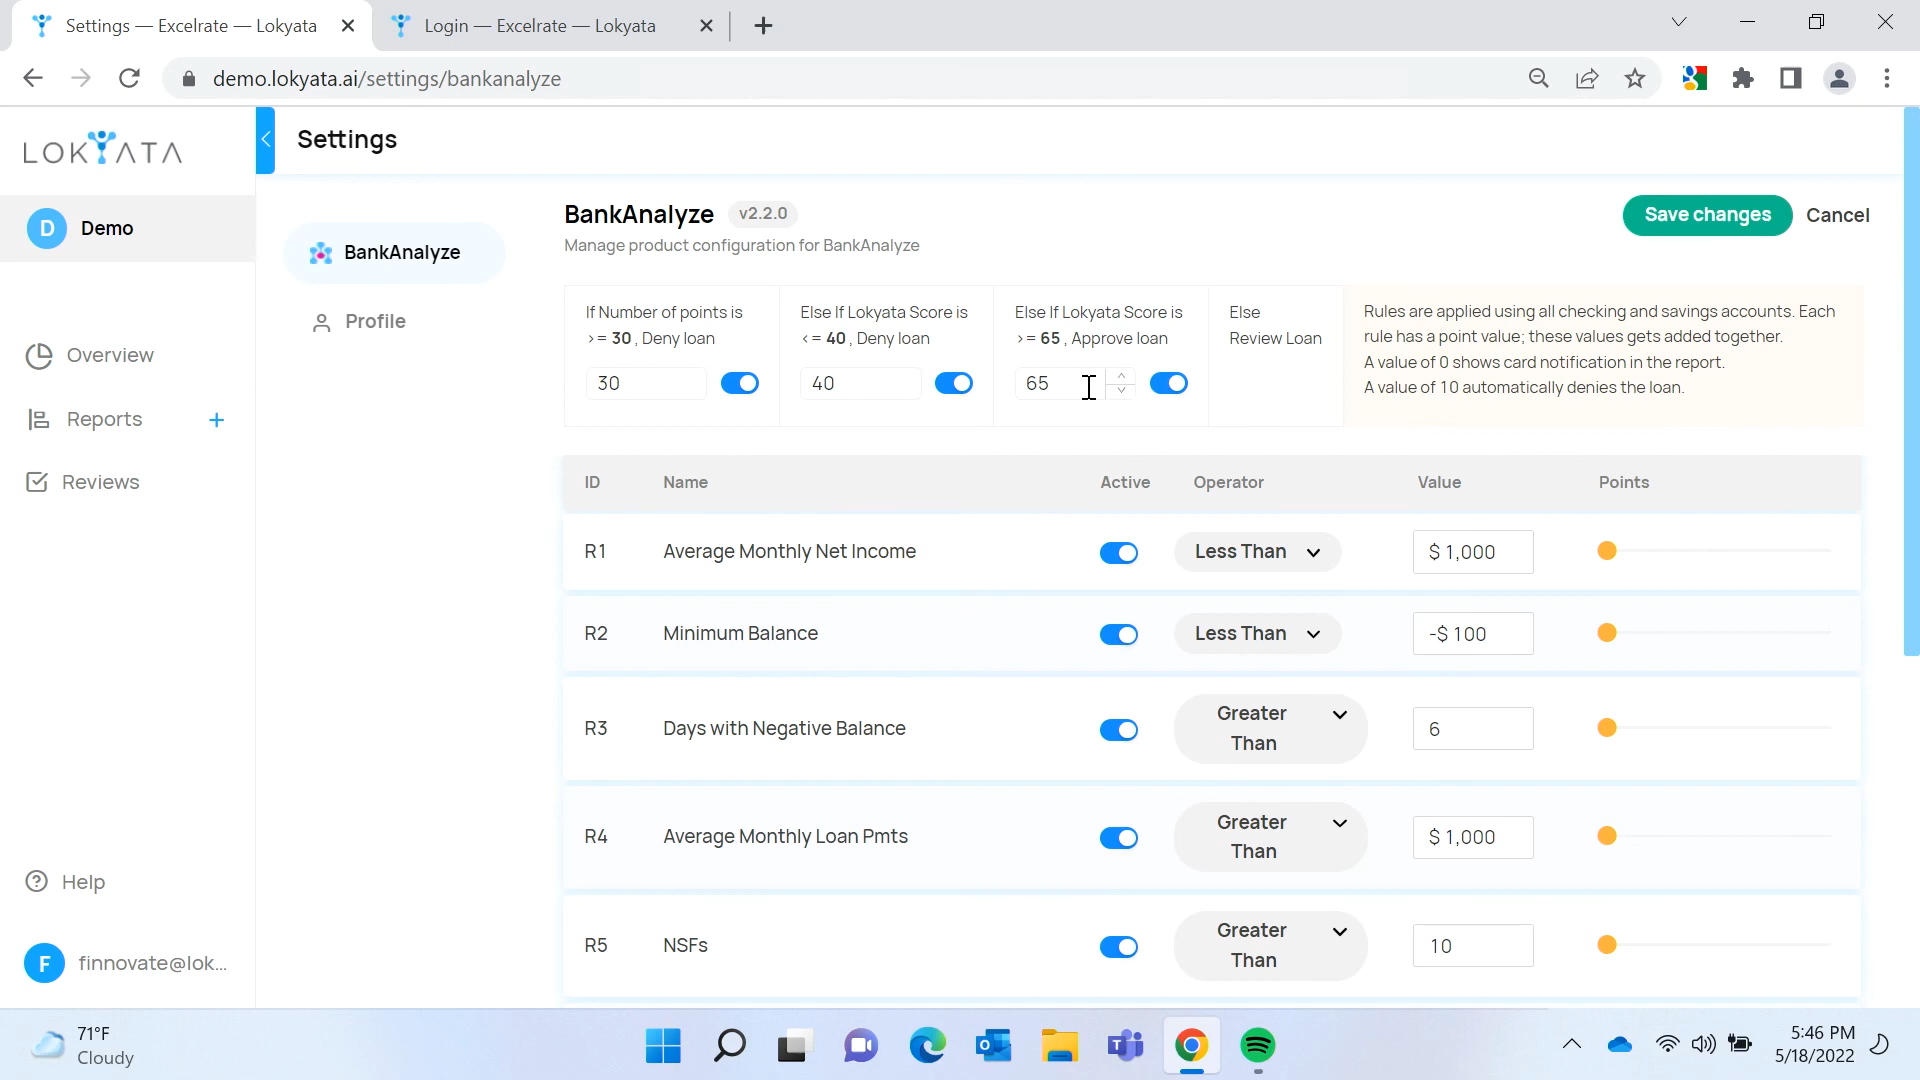 Settings — Excelrate — Lokyata
Login — Excelrate — Lokyata
demo.lokyata.ai/settings/bankanalyze
LOKYATA
Settings
D Demo
BankAnalyze
Profile
Overview
Reports +
Reviews
Help
F finnovate@lok...
BankAnalyze v2.2.0
Manage product configuration for BankAnalyze
Save changes Cancel
If Number of points is
>= 30 , Deny loan
30
Else If Lokyata Score is
<= 40 , Deny loan
40
Else If Lokyata Score is
>= 65 , Approve loan
65
Else
Review Loan
Rules are applied using all checking and savings accounts. Each
rule has a point value; these values gets added together.
A value of 0 shows card notification in the report.
A value of 10 automatically denies the loan.
ID Name Active Operator Value Points
R1 Average Monthly Net Income Less Than $ 1,000
R2 Minimum Balance Less Than -$ 100
R3 Days with Negative Balance Greater Than 6
R4 Average Monthly Loan Pmts Greater Than $ 1,000
R5 NSFs Greater Than 10
71°F
Cloudy
5:46 PM
5/18/2022